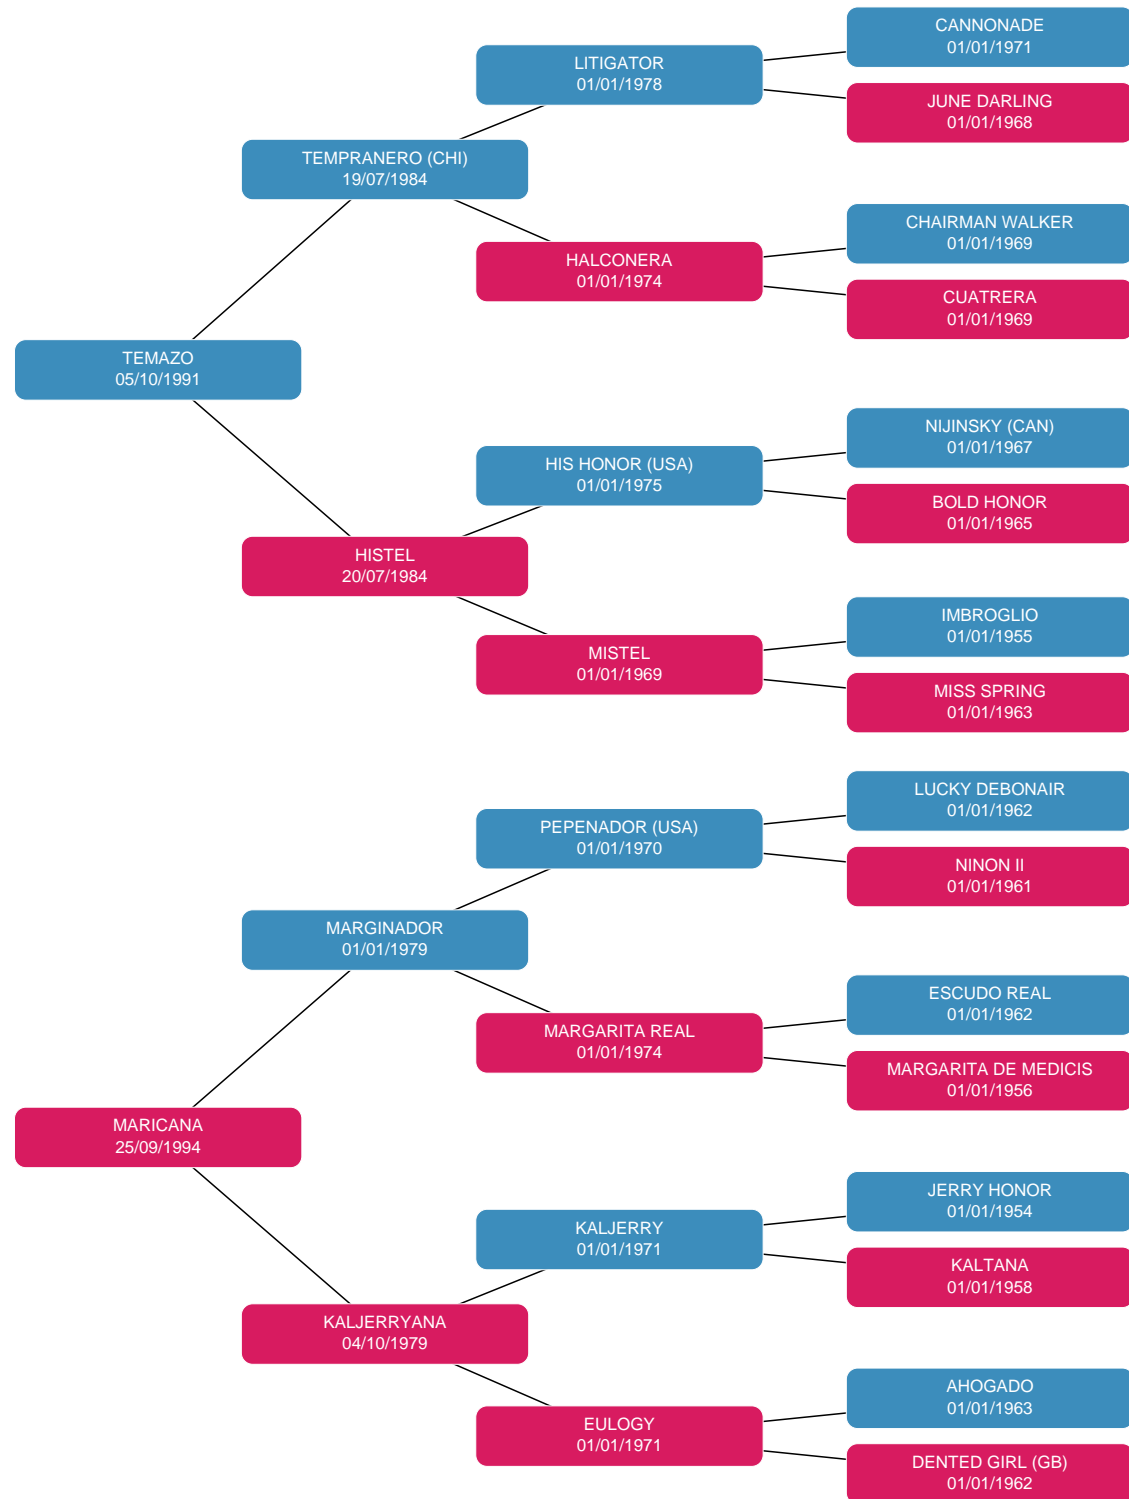 CANNONADE
01/01/1971
LITIGATOR
01/01/1978
JUNE DARLING
01/01/1968
TEMPRANERO (CHI)
19/07/1984
CHAIRMAN WALKER
01/01/1969
HALCONERA
01/01/1974
CUATRERA
01/01/1969
TEMAZO
05/10/1991
NIJINSKY (CAN)
01/01/1967
HIS HONOR (USA)
01/01/1975
BOLD HONOR
01/01/1965
HISTEL
20/07/1984
IMBROGLIO
01/01/1955
MISTEL
01/01/1969
MISS SPRING
01/01/1963
LUCKY DEBONAIR
01/01/1962
PEPENADOR (USA)
01/01/1970
NINON II
01/01/1961
MARGINADOR
01/01/1979
ESCUDO REAL
01/01/1962
MARGARITA REAL
01/01/1974
MARGARITA DE MEDICIS
01/01/1956
MARICANA
25/09/1994
JERRY HONOR
01/01/1954
KALJERRY
01/01/1971
KALTANA
01/01/1958
KALJERRYANA
04/10/1979
AHOGADO
01/01/1963
EULOGY
01/01/1971
DENTED GIRL (GB)
01/01/1962